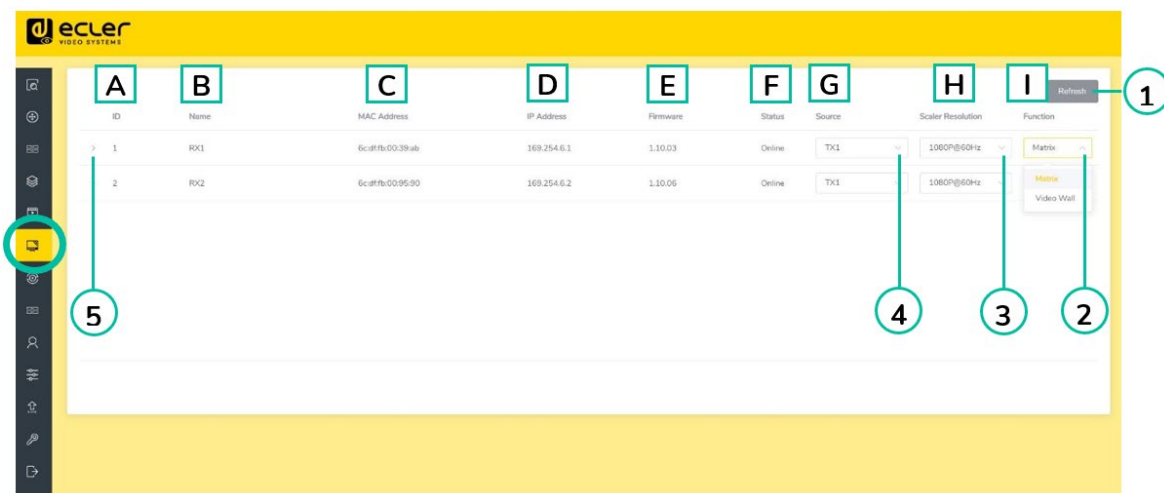 ecler
VIDEO SYSTEMS
A B C D E F G H I
Refresh
1
ID Name MAC Address IP Address Firmware Status Source Scaler Resolution Function
1 RX1 6c:df:fb:00:39:ab 169.254.6.1 1.10.03 Online TX1 1080P@60Hz Matrix
2 RX2 6c:df:fb:00:95:90 169.254.6.2 1.10.06 Online TX1 1080P@60Hz
Matrix
Video Wall
5 4 3 2